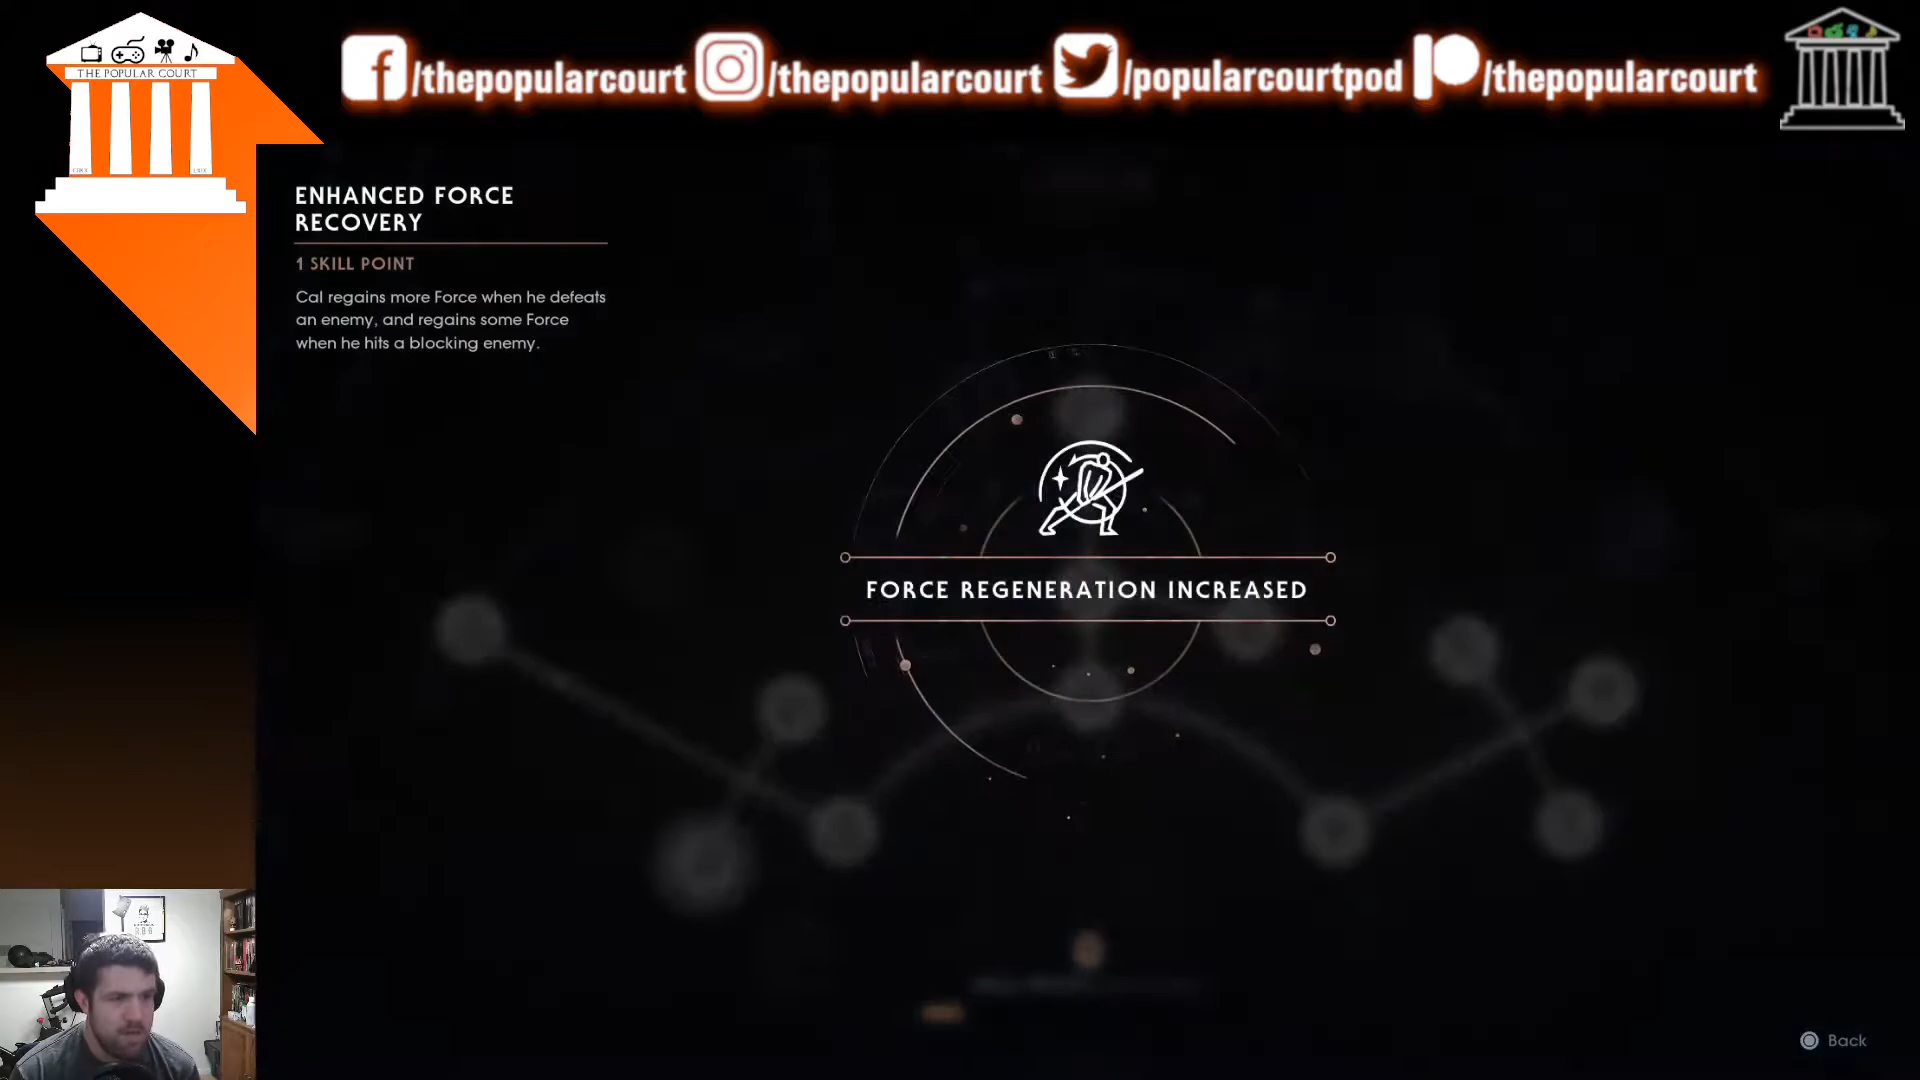 THE POPULAR COURT
/thepopularcourt /thepopularcourt /popularcourtpod /thepopularcourt
ENHANCED FORCE
RECOVERY
1 SKILL POINT
Cal regains more Force when he defeats
an enemy, and regains some Force
when he hits a blocking enemy.
FORCE REGENERATION INCREASED
Back